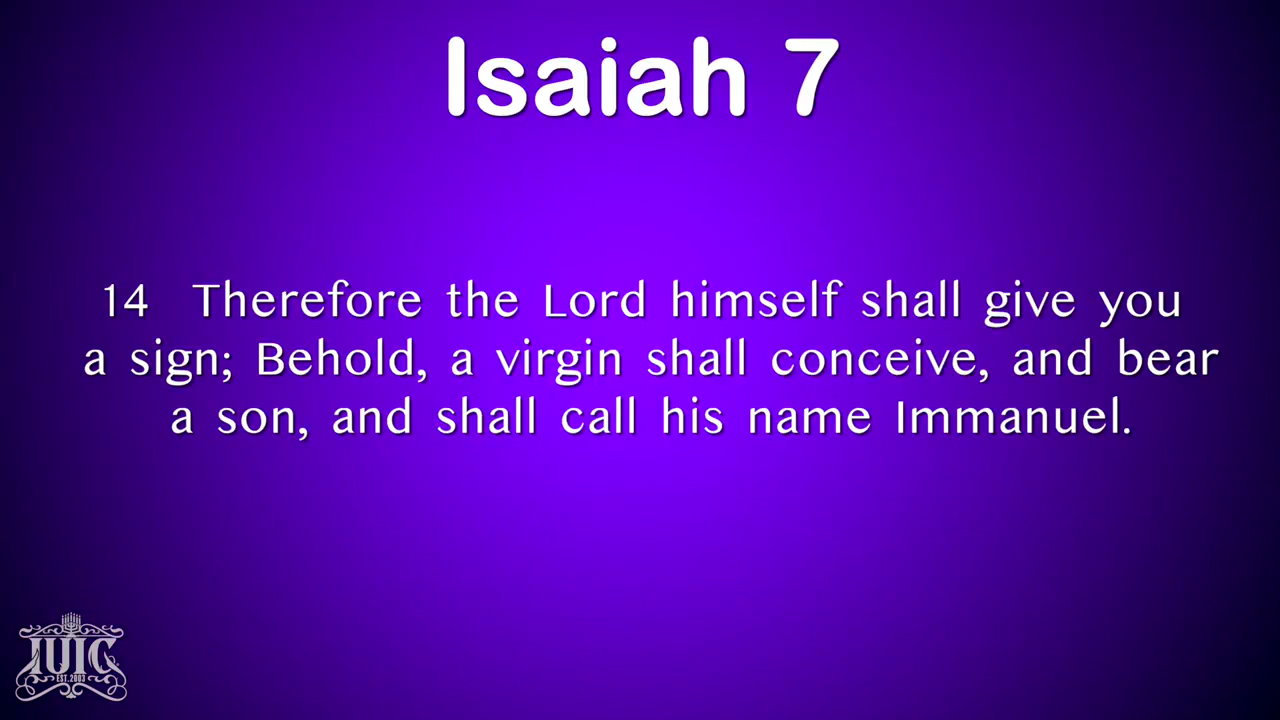 Isaiah 7
14 Therefore the Lord himself shall give you
a sign; Behold, a virgin shall conceive, and bear
a son, and shall call his name Immanuel.
IUIC
EST. 2003